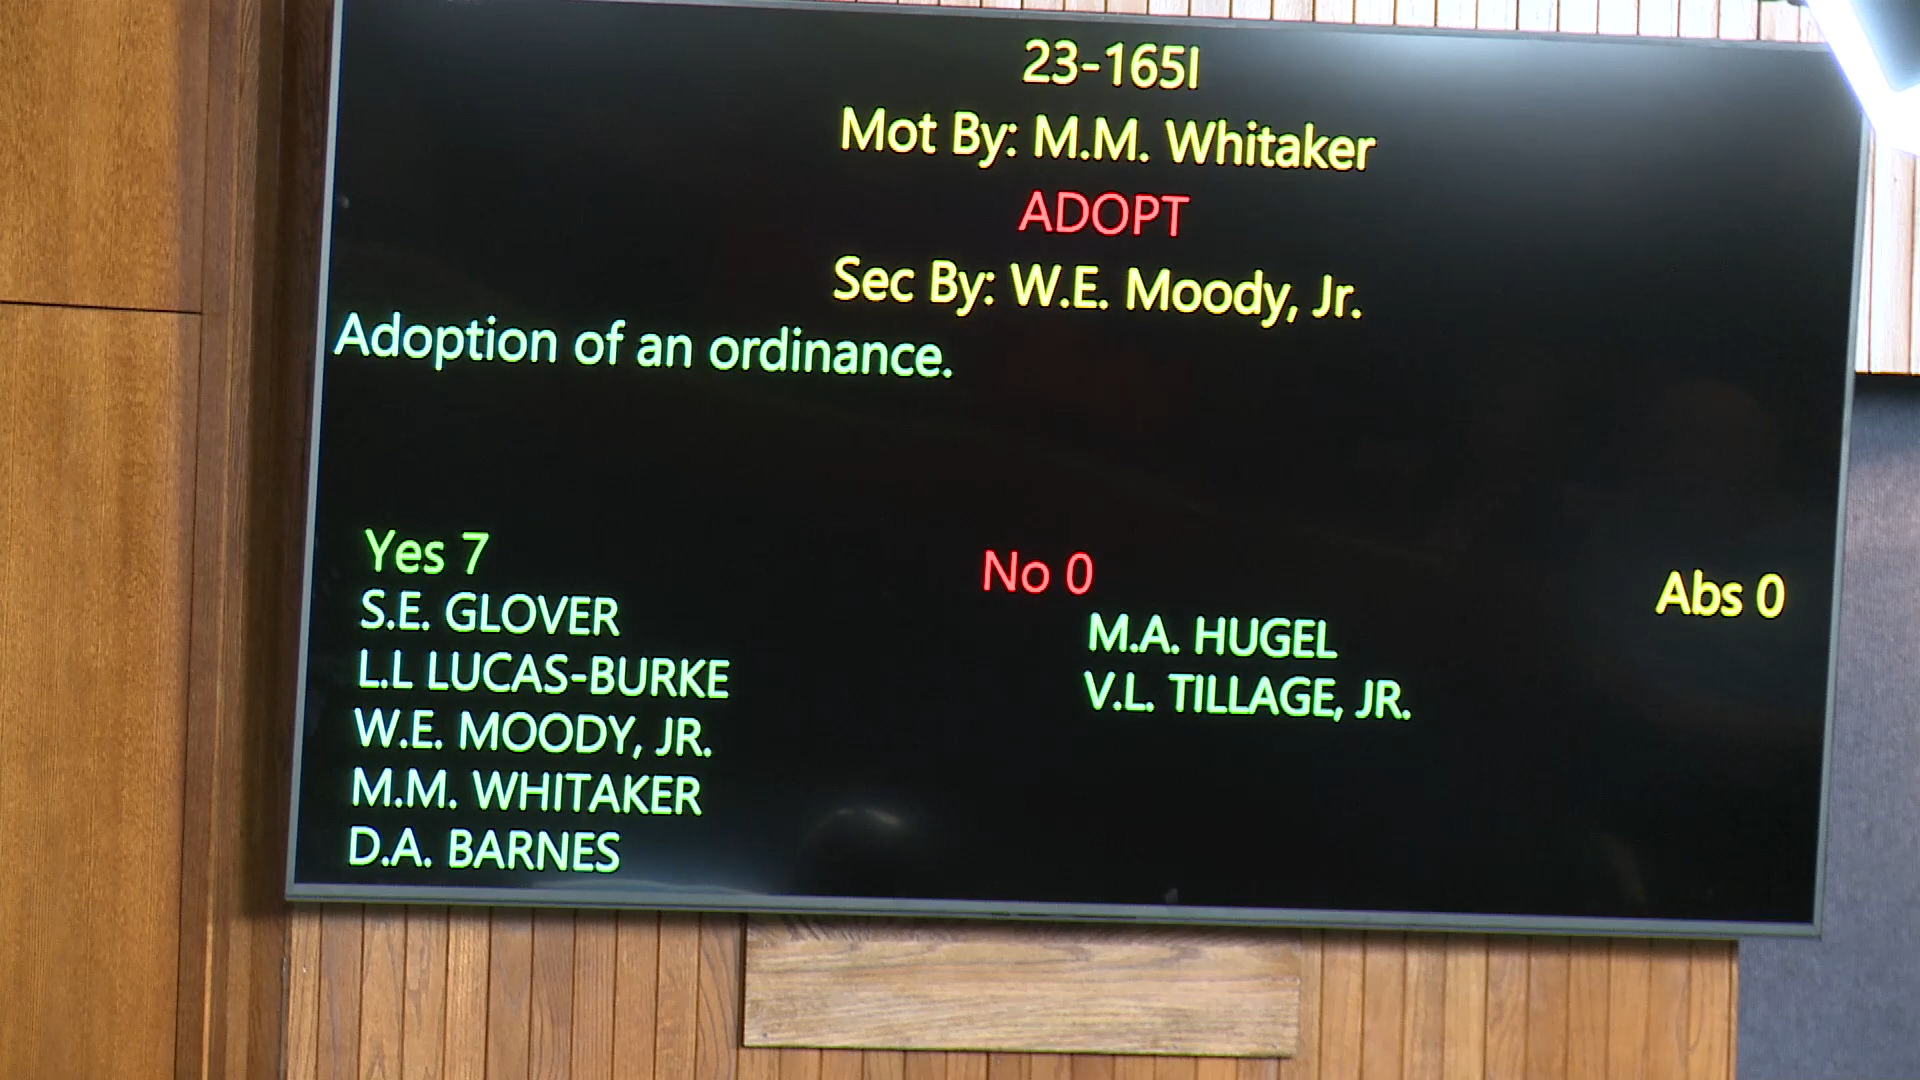 23-165I
Mot By: M.M. Whitaker
ADOPT
Sec By: W.E. Moody, Jr.
Adoption of an ordinance.
Yes 7
No 0
Abs 0
S.E. GLOVER
L.L LUCAS-BURKE
W.E. MOODY, JR.
M.M. WHITAKER
D.A. BARNES
M.A. HUGEL
V.L. TILLAGE, JR.